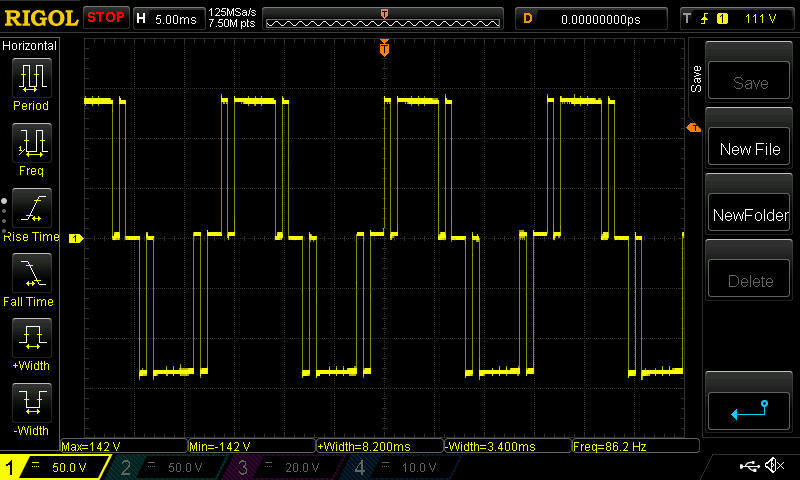 RIGOL STOP H 5.00ms 125MSa/s 7.50M pts T D 0.00000000ps T 1 111 V
Horizontal
Period
Freq
Rise Time
Fall Time
+Width
-Width
T
T
1
Save
Save
New File
NewFolder
Delete
Max=142 V Min=-142 V +Width=8.200ms -Width=3.400ms Freq=86.2 Hz
1 50.0 V 2 50.0 V 3 20.0 V 4 10.0 V